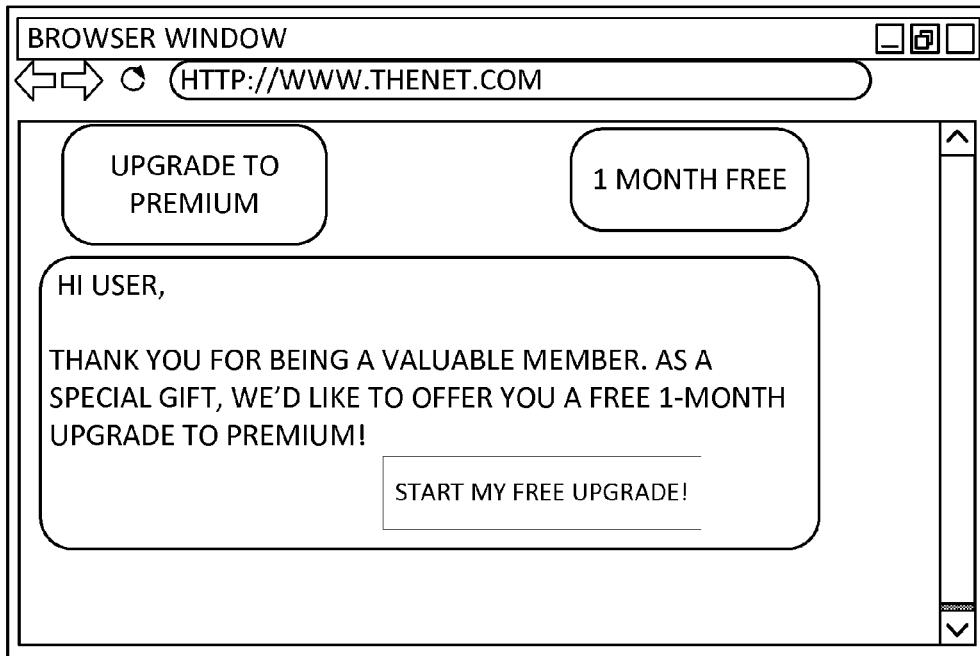 BROWSER WINDOW
HTTP://WWW.THENET.COM
UPGRADE TO
PREMIUM
1 MONTH FREE
HI USER,
THANK YOU FOR BEING A VALUABLE MEMBER. AS A
SPECIAL GIFT, WE’D LIKE TO OFFER YOU A FREE 1-MONTH
UPGRADE TO PREMIUM!
START MY FREE UPGRADE!